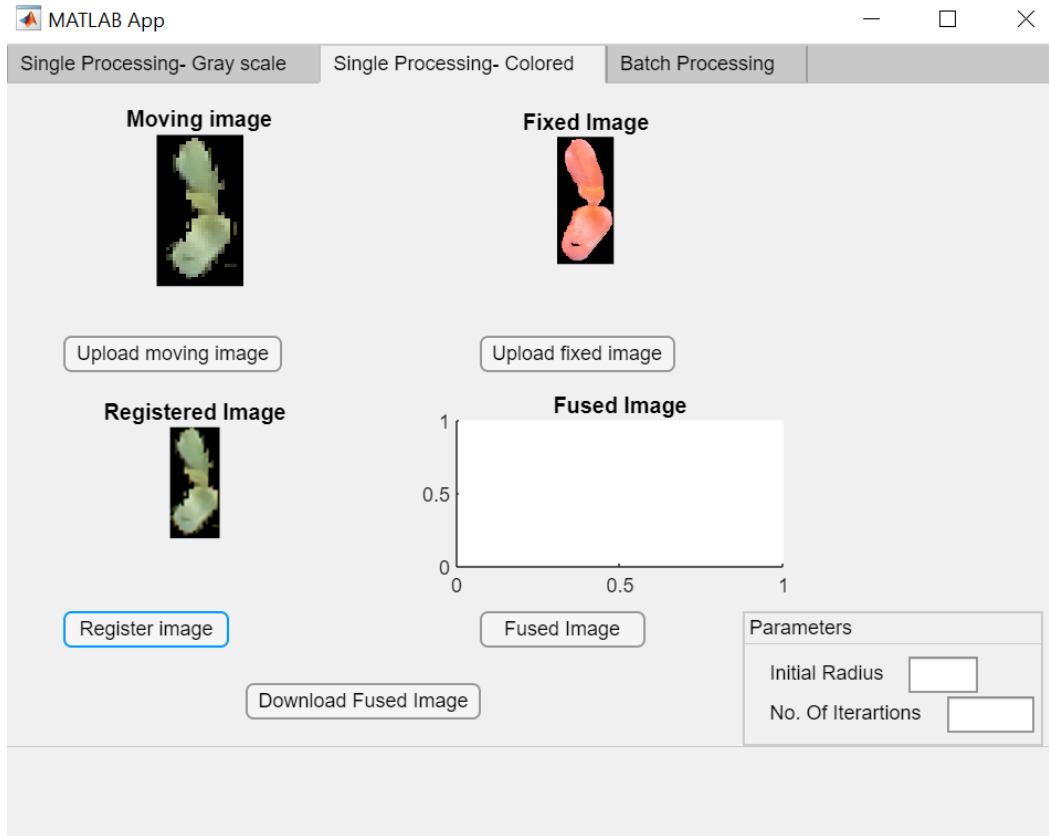 MATLAB App
Single Processing- Gray scale
Single Processing- Colored
Batch Processing
Moving image
Fixed Image
Upload moving image
Upload fixed image
Registered Image
Fused Image
1
0.5
0
0
0.5
1
Register image
Fused Image
Parameters
Initial Radius
No. Of Iterartions
Download Fused Image